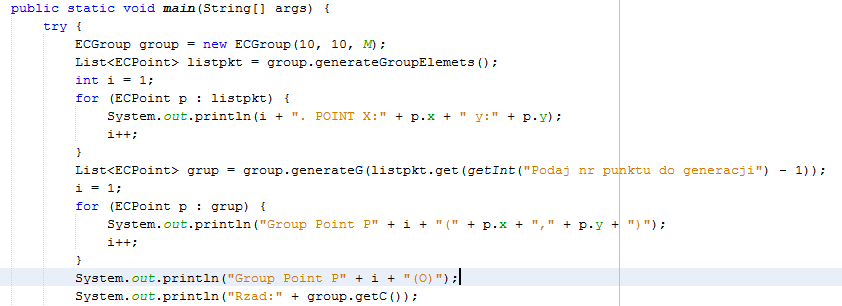 public static void main(String[] args) {
try {
ECGroup group = new ECGroup(10, 10, M);
List<ECPoint> listpkt = group.generateGroupElemets();
int i = 1;
for (ECPoint p : listpkt) {
System.out.println(i + ". POINT X:" + p.x + " y:" + p.y);
i++;
}
List<ECPoint> grup = group.generateG(listpkt.get(getInt("Podaj nr punktu do generacji") - 1));
i = 1;
for (ECPoint p : grup) {
System.out.println("Group Point P" + i + "(" + p.x + "," + p.y + ")");
i++;
}
System.out.println("Group Point P" + i + "(O)");
System.out.println("Rzad:" + group.getC());